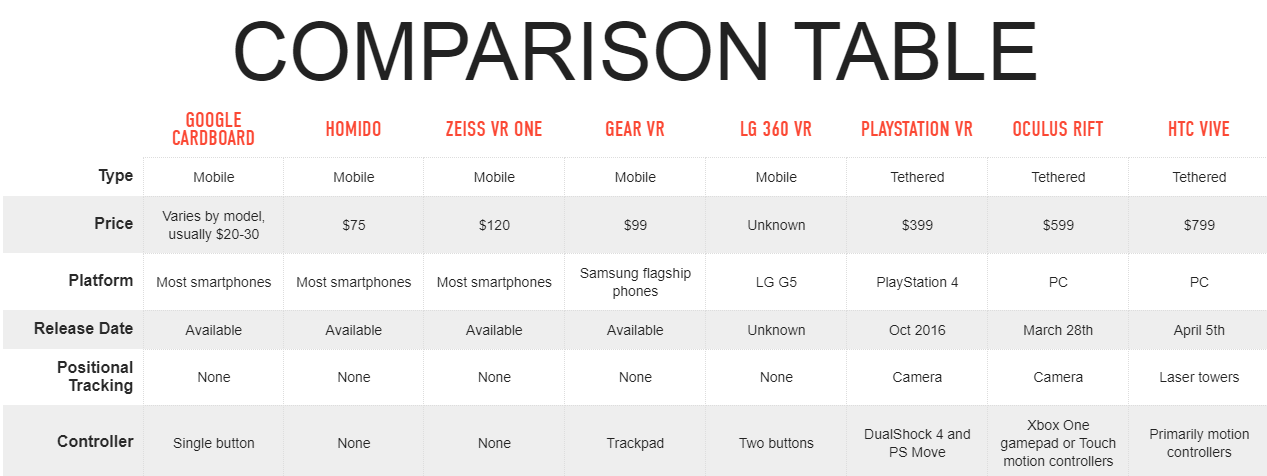 COMPARISON TABLE
GOOGLE CARDBOARD HOMIDO ZEISS VR ONE GEAR VR LG 360 VR PLAYSTATION VR OCULUS RIFT HTC VIVE
Type Mobile Mobile Mobile Mobile Mobile Tethered Tethered Tethered
Price Varies by model, usually $20-30 $75 $120 $99 Unknown $399 $599 $799
Platform Most smartphones Most smartphones Most smartphones Samsung flagship phones LG G5 PlayStation 4 PC PC
Release Date Available Available Available Available Unknown Oct 2016 March 28th April 5th
Positional Tracking None None None None None Camera Camera Laser towers
Controller Single button None None Trackpad Two buttons DualShock 4 and PS Move Xbox One gamepad or Touch motion controllers Primarily motion controllers